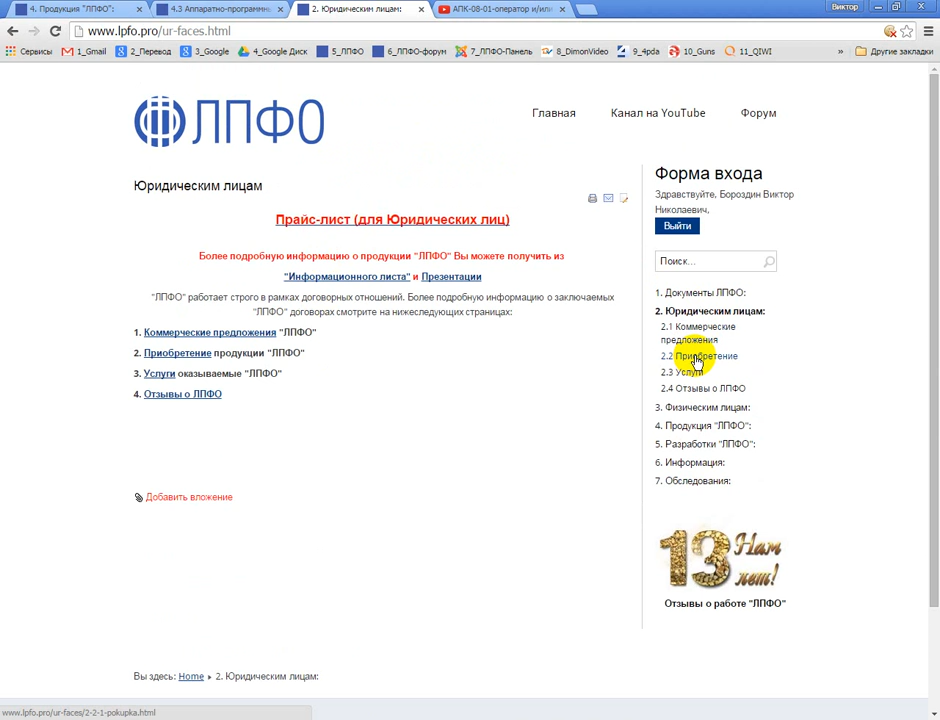 4. Продукция "ЛПФО":
4.3 Аппаратно-программны
2. Юридическим лицам:
АПК-08-01-оператор и/или
Виктор
www.lpfo.pro/ur-faces.html
Сервисы
1_Gmail
2_Перевод
3_Google
4_Google Диск
5_ЛПФО
6_ЛПФО-форум
7_ЛПФО-Панель
8_DimonVideo
9_4pda
10_Guns
11_QIWI
»
Другие закладки
ЛПФО
Главная
Канал на YouTube
Форум
Юридическим лицам
Прайс-лист (для Юридических лиц)
Более подробную информацию о продукции "ЛПФО" Вы можете получить из
"Информационного листа" и Презентации
"ЛПФО" работает строго в рамках договорных отношений. Более подробную информацию о заключаемых
"ЛПФО" договорах смотрите на нижеследующих страницах:
1. Коммерческие предложения "ЛПФО"
2. Приобретение продукции "ЛПФО"
3. Услуги оказываемые "ЛПФО"
4. Отзывы о ЛПФО
Добавить вложение
Форма входа
Здравствуйте, Бороздин Виктор
Николаевич,
Выйти
Поиск...
1. Документы ЛПФО:
2. Юридическим лицам:
2.1 Коммерческие
предложения
2.2 Приобретение
2.3 Услуги
2.4 Отзывы о ЛПФО
3. Физическим лицам:
4. Продукция "ЛПФО":
5. Разработки "ЛПФО":
6. Информация:
7. Обследования:
13 Нам
лет!
Отзывы о работе "ЛПФО"
Вы здесь: Home ▸ 2. Юридическим лицам:
www.lpfo.pro/ur-faces/2-2-1-pokupka.html